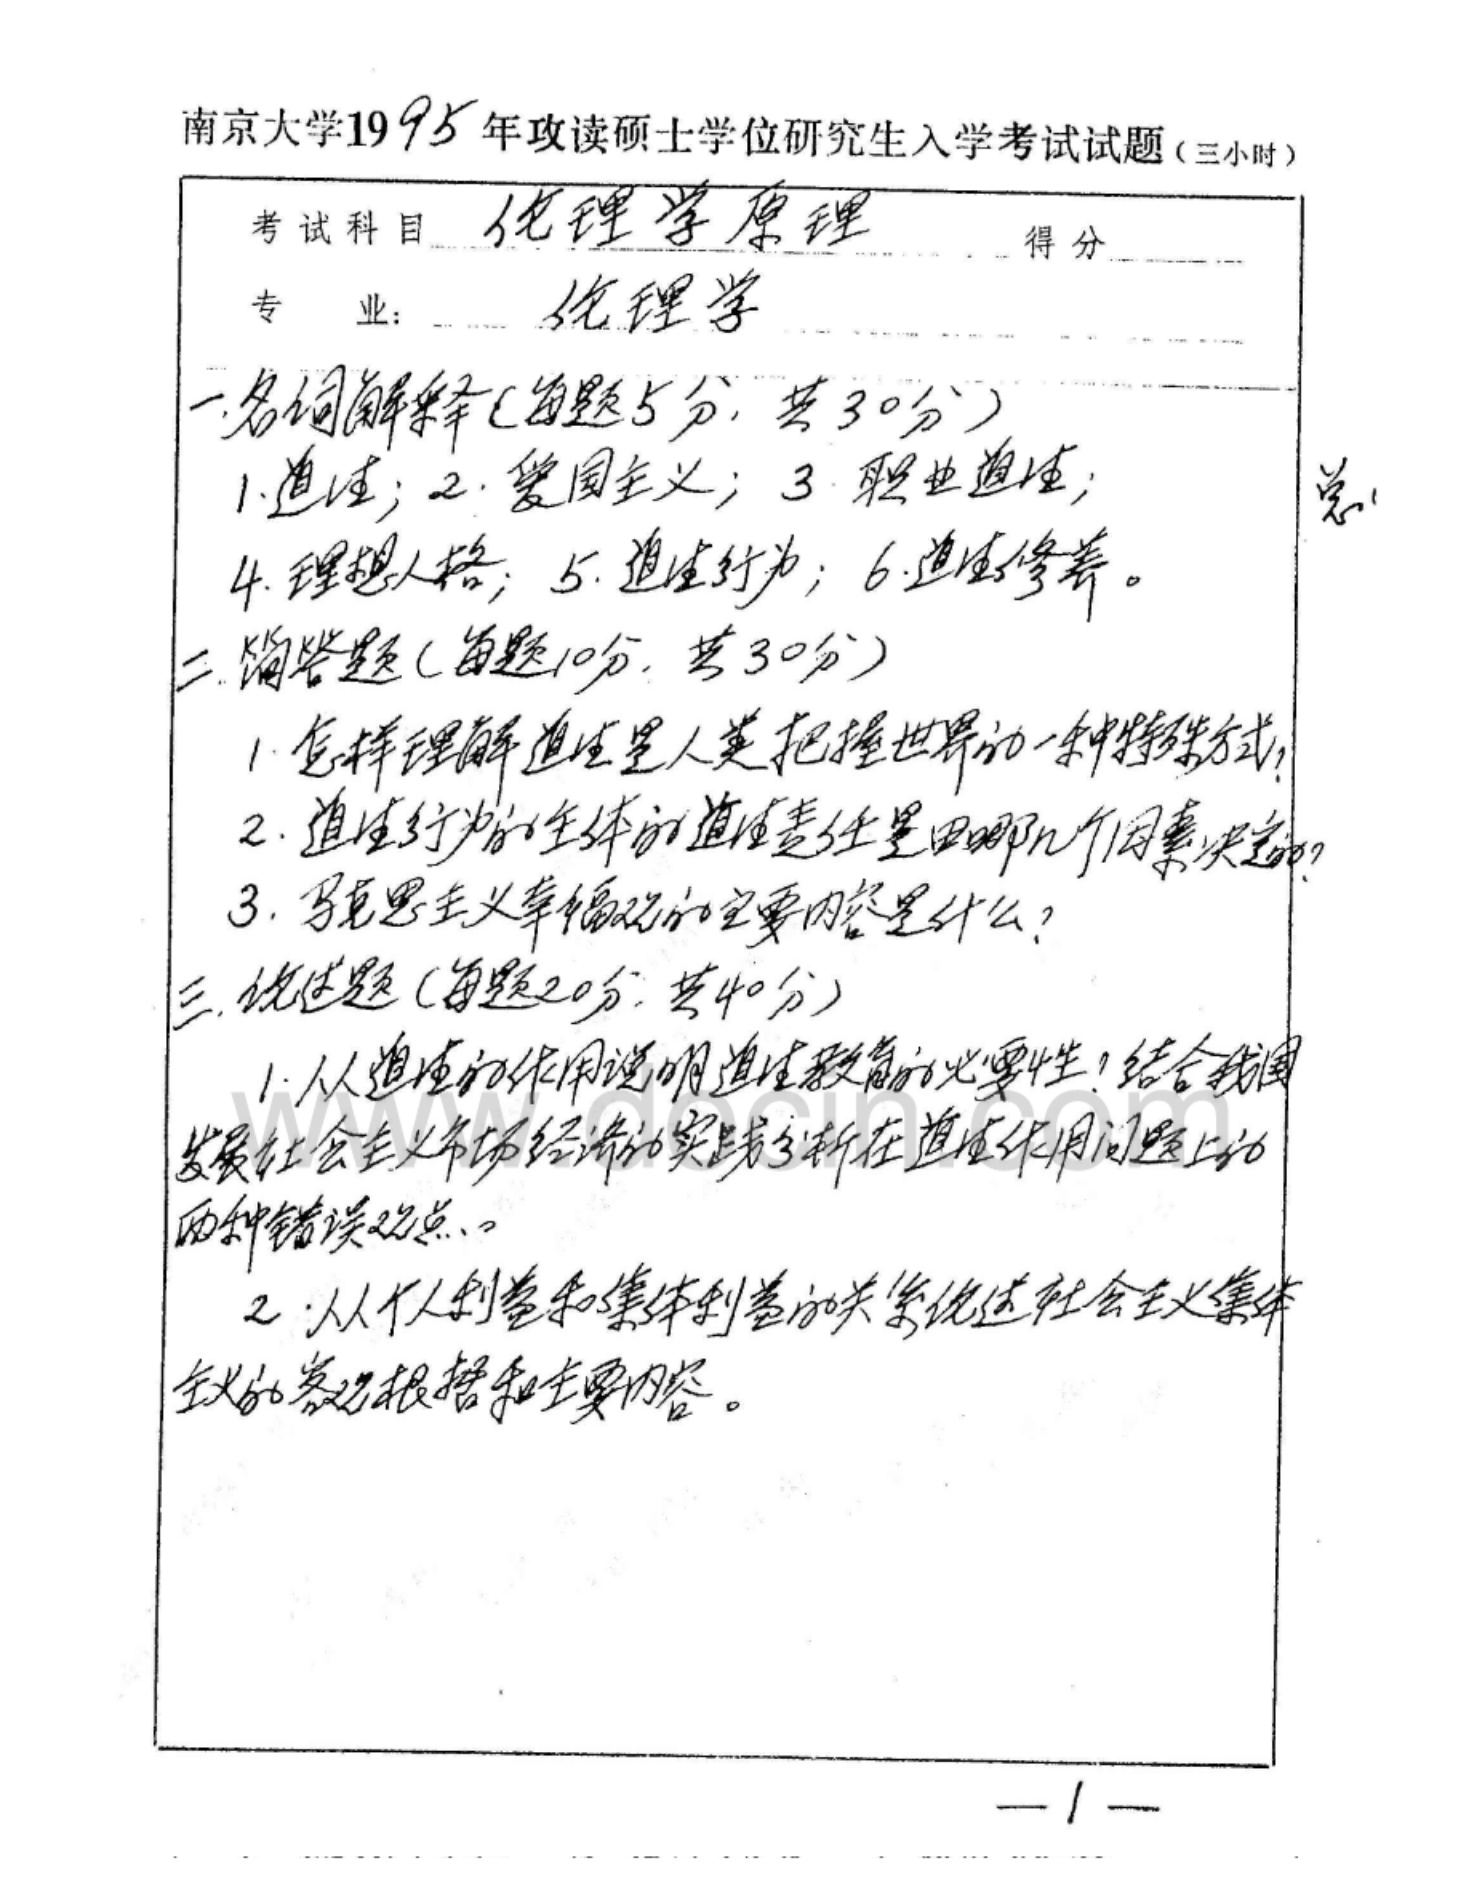 南京大学1995年攻读硕士学位研究生入学考试试题(三小时)
考试科目 伦理学原理 得分
专 业: 伦理学
一.名词解释(每题5分.共30分)
1.道德; 2.爱国主义; 3.职业道德;
总
4.理想人格; 5.道德行为; 6.道德修养。
二.简答题(每题10分.共30分)
1.怎样理解道德是人类把握世界的一种特殊方式?
2.道德行为的主体的道德责任是由哪几个因素决定的?
3.马克思主义幸福观的主要内容是什么?
三.论述题(每题20分.共40分)
1.从道德的作用说明道德教育的必要性?结合我国
发展社会主义市场经济的实践分析在道德作用问题上的
两种错误观点.。
2.从个人利益和集体利益的关系论述社会主义集体
主义的客观根据和主要内容。
www.docin.com
—1—